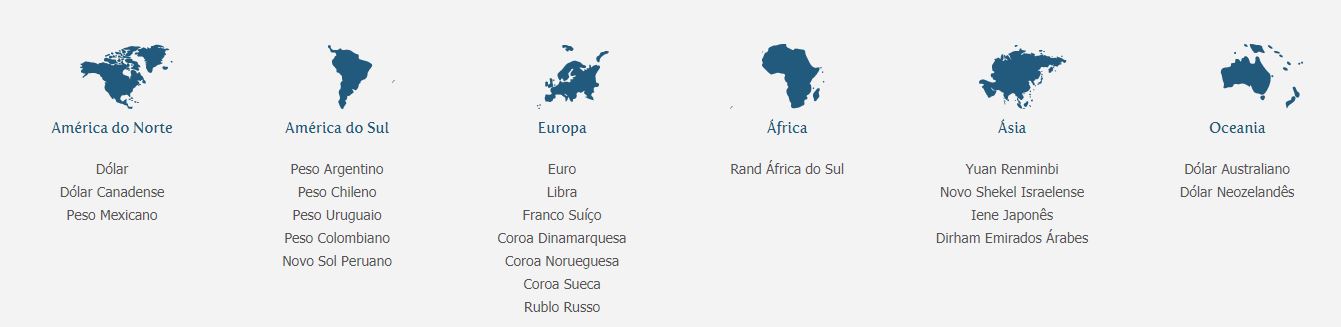 América do Norte
Dólar
Dólar Canadense
Peso Mexicano
América do Sul
Peso Argentino
Peso Chileno
Peso Uruguaio
Peso Colombiano
Novo Sol Peruano
Europa
Euro
Libra
Franco Suíço
Coroa Dinamarquesa
Coroa Norueguesa
Coroa Sueca
Rublo Russo
África
Rand África do Sul
Ásia
Yuan Renminbi
Novo Shekel Israelense
Iene Japonês
Dirham Emirados Árabes
Oceania
Dólar Australiano
Dólar Neozelandês